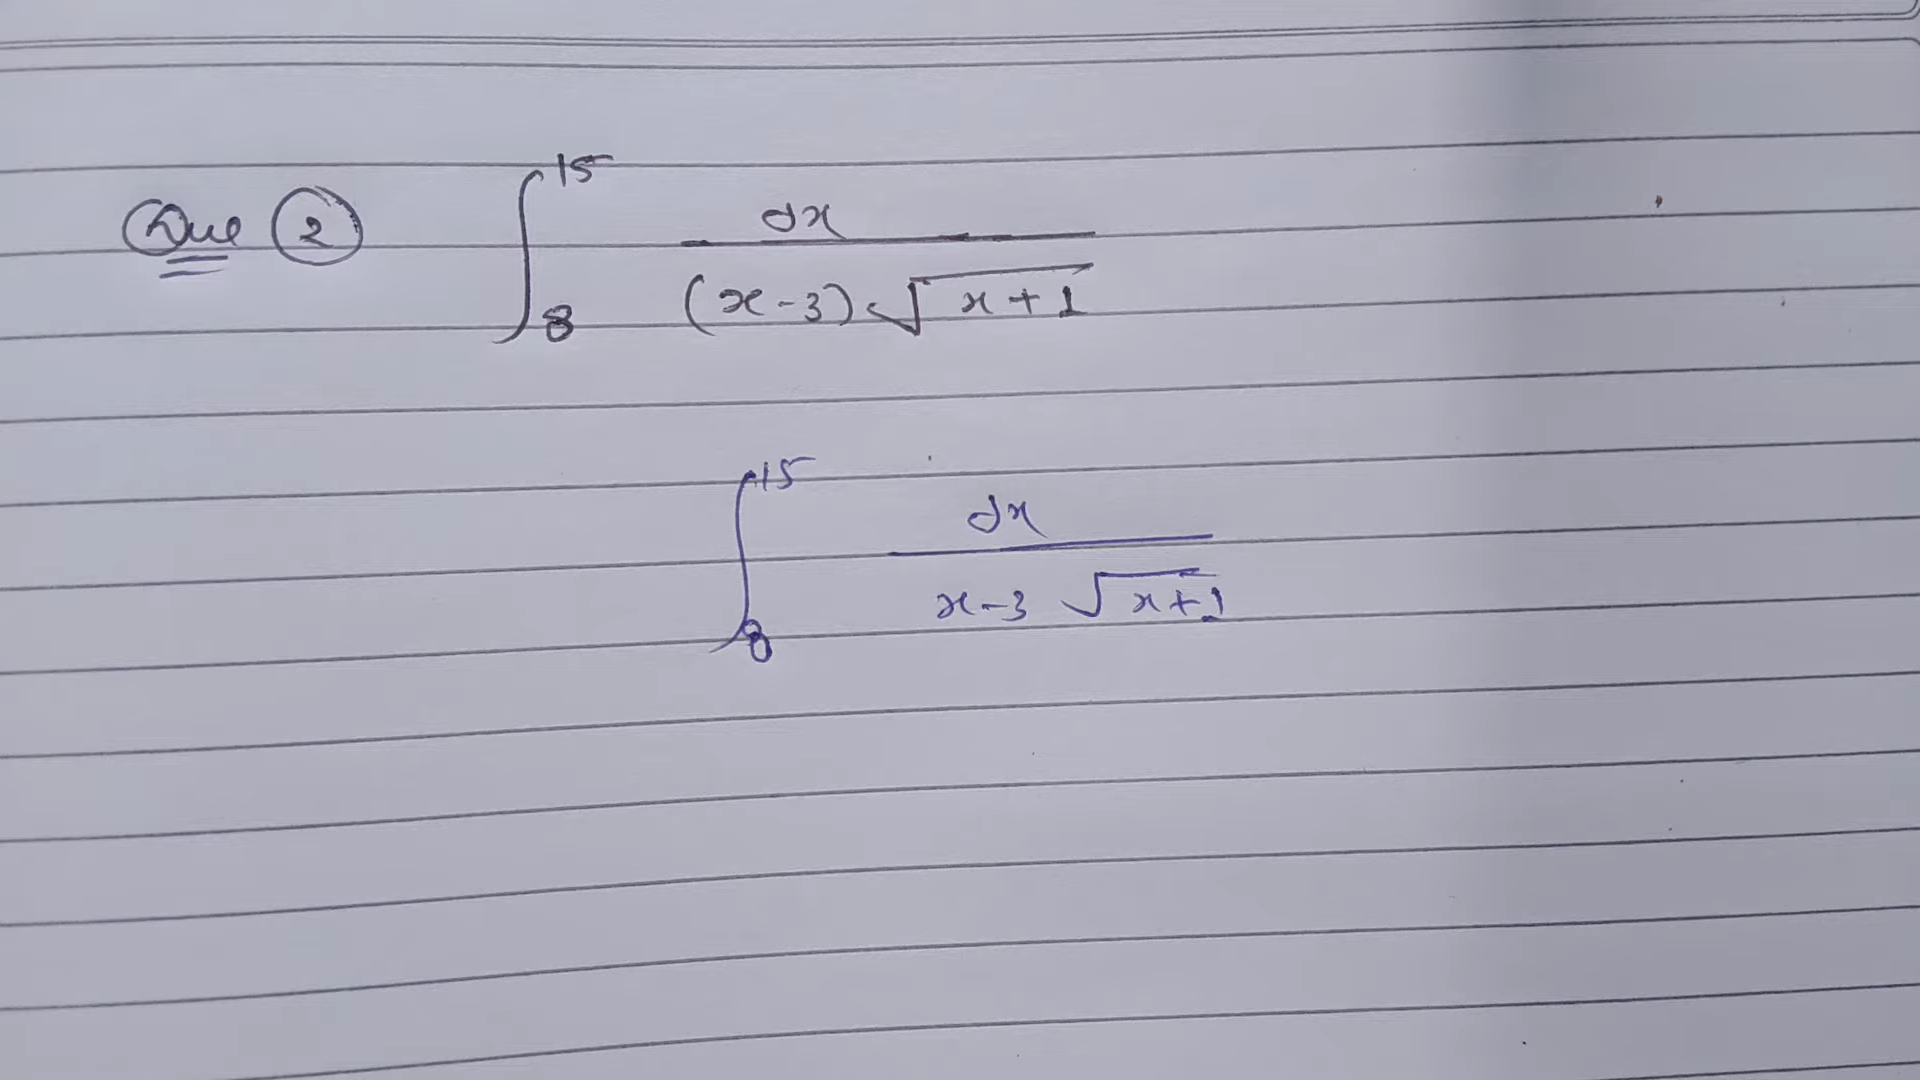 Que 2 ∫₈¹⁵ dx / (x-3)√(x+1)
∫₈¹⁵ dx / x-3 √(x+1)